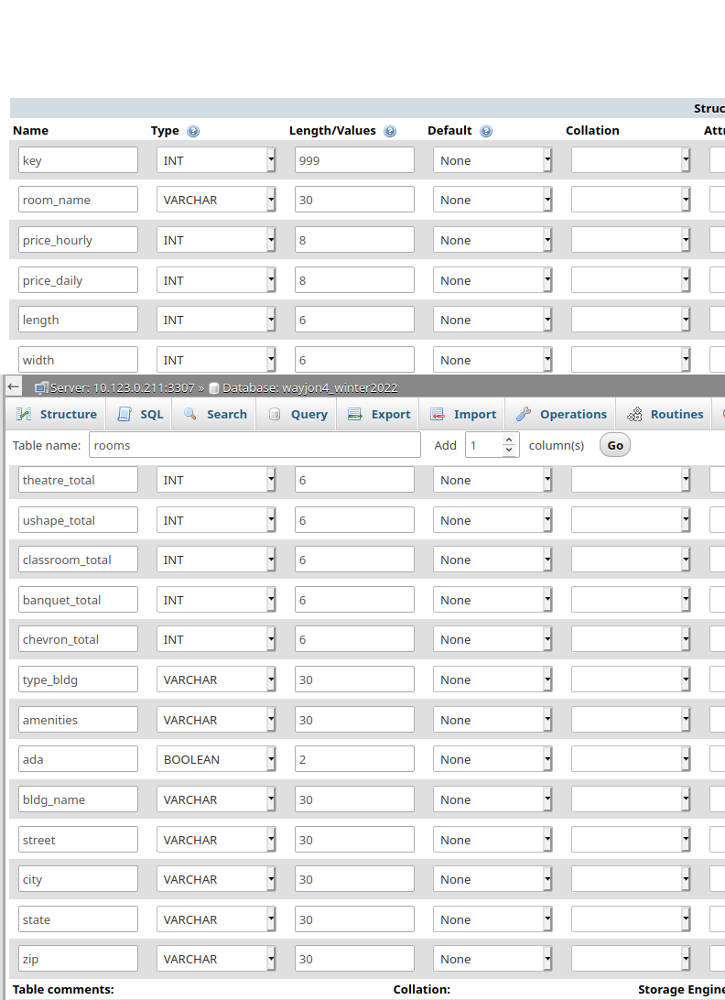 Struc
Name Type Length/Values Default Collation Attr
key INT 999 None
room_name VARCHAR 30 None
price_hourly INT 8 None
price_daily INT 8 None
length INT 6 None
width INT 6 None
Server: 10.123.0.211:3307 » Database: wayjon4_winter2022
Structure SQL Search Query Export Import Operations Routines
Table name: rooms Add 1 column(s) Go
theatre_total INT 6 None
ushape_total INT 6 None
classroom_total INT 6 None
banquet_total INT 6 None
chevron_total INT 6 None
type_bldg VARCHAR 30 None
amenities VARCHAR 30 None
ada BOOLEAN 2 None
bldg_name VARCHAR 30 None
street VARCHAR 30 None
city VARCHAR 30 None
state VARCHAR 30 None
zip VARCHAR 30 None
Table comments: Collation: Storage Engine